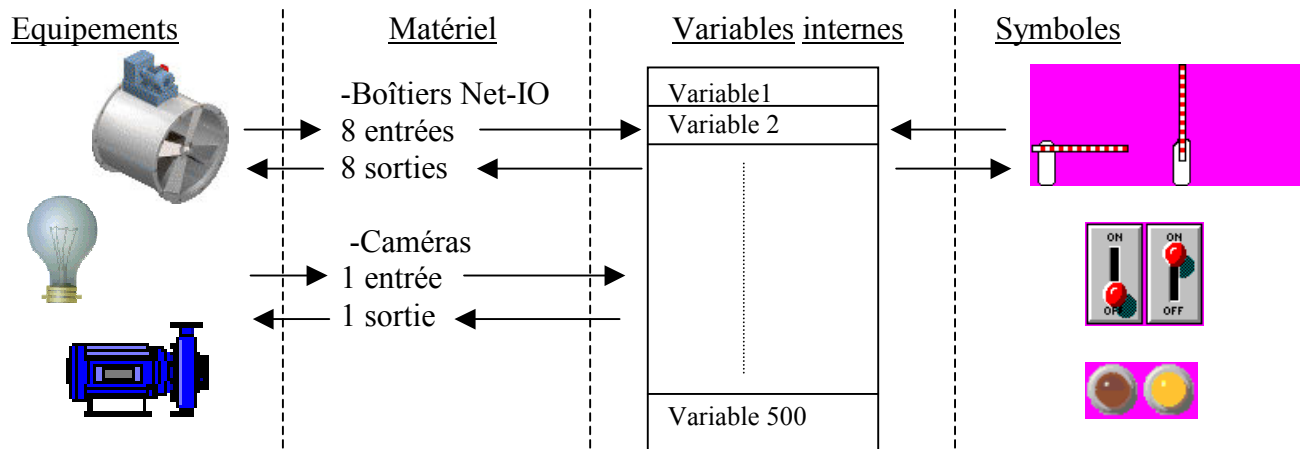 Equipements
Matériel
Variables internes
Symboles
-Boîtiers Net-IO
8 entrées
8 sorties
-Caméras
1 entrée
1 sortie
Variable1
Variable 2
Variable 500
ON
OFF
ON
OFF